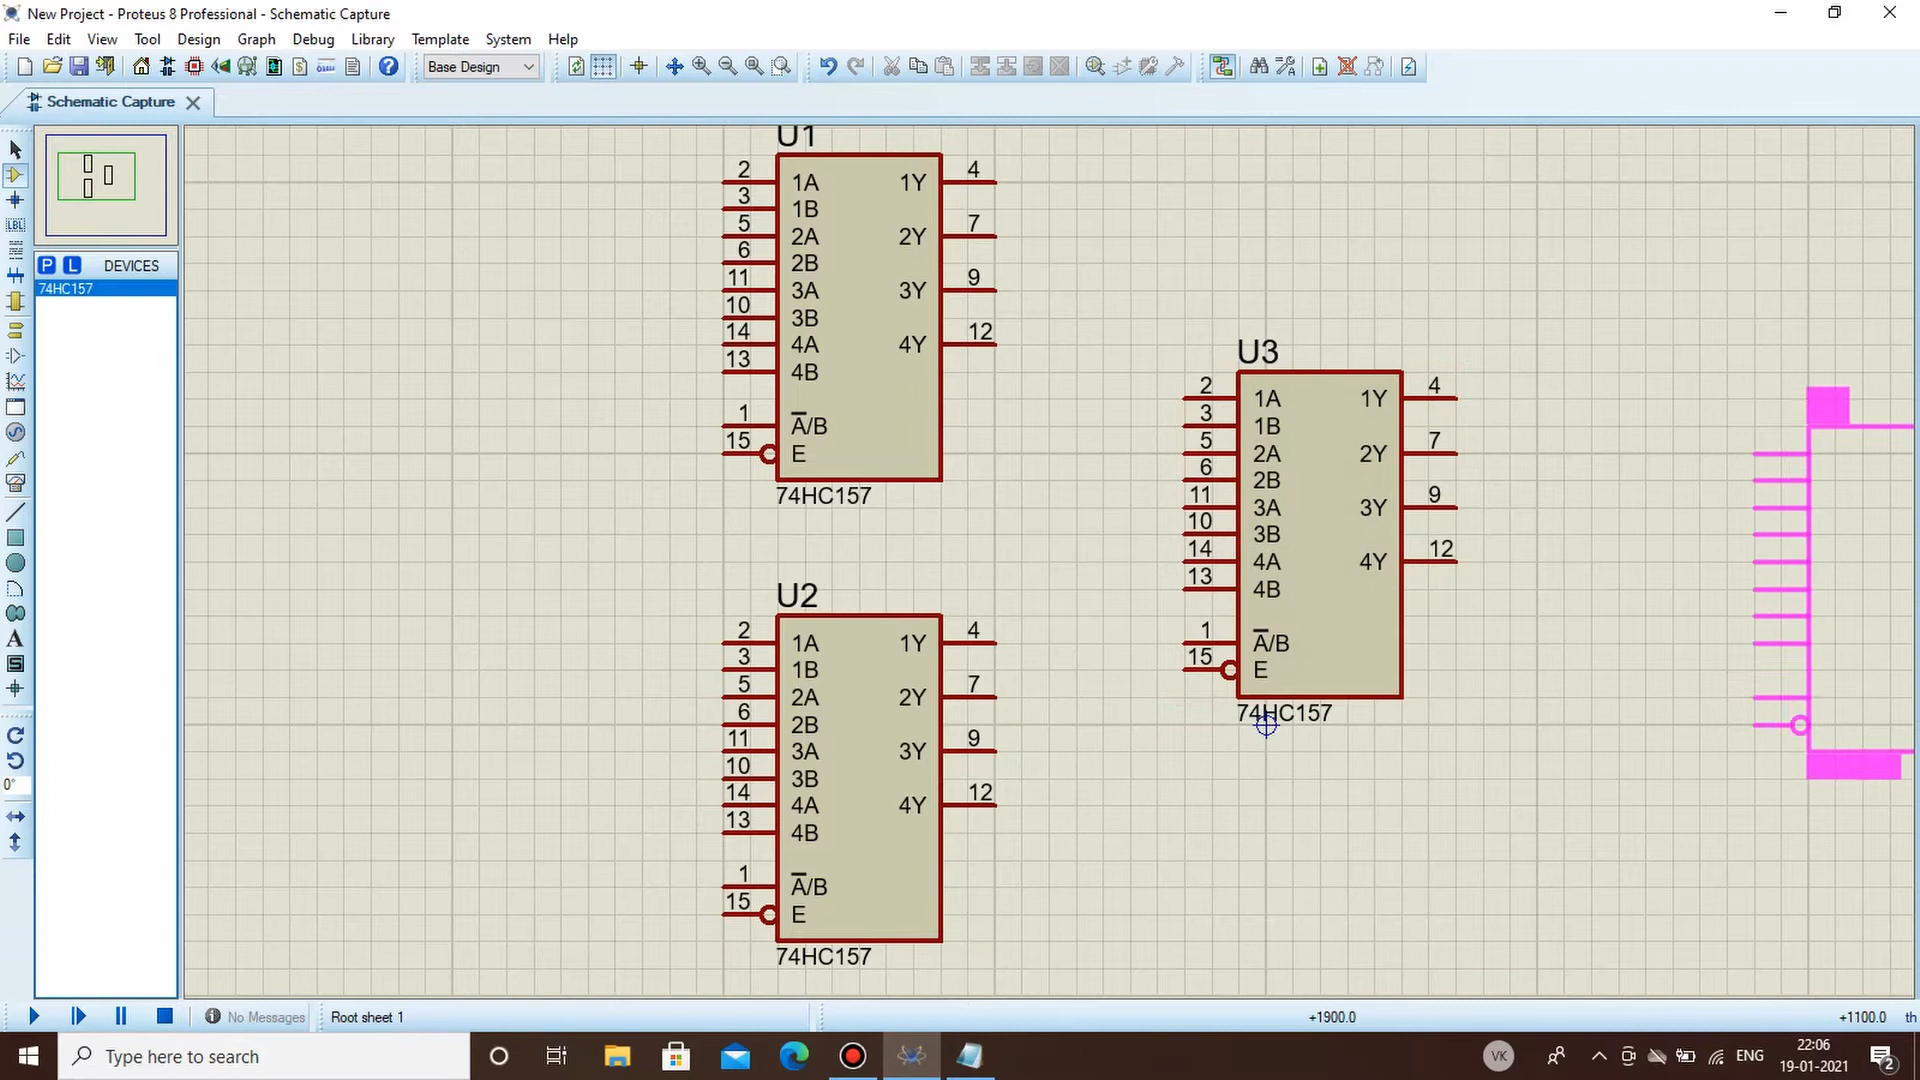 New Project - Proteus 8 Professional - Schematic Capture
File Edit View Tool Design Graph Debug Library Template System Help
Base Design
Schematic Capture
P L DEVICES
74HC157
LBL
A
S
0°
U1
2 1A 1Y 4
3 1B
5 2A 2Y 7
6 2B
11 3A 3Y 9
10 3B
14 4A 4Y 12
13 4B
1 A/B
15 E
74HC157
U2
2 1A 1Y 4
3 1B
5 2A 2Y 7
6 2B
11 3A 3Y 9
10 3B
14 4A 4Y 12
13 4B
1 A/B
15 E
74HC157
U3
2 1A 1Y 4
3 1B
5 2A 2Y 7
6 2B
11 3A 3Y 9
10 3B
14 4A 4Y 12
13 4B
1 A/B
15 E
74HC157
No Messages Root sheet 1 +1900.0 +1100.0 th
Type here to search
VK
ENG
22:06
19-01-2021
2